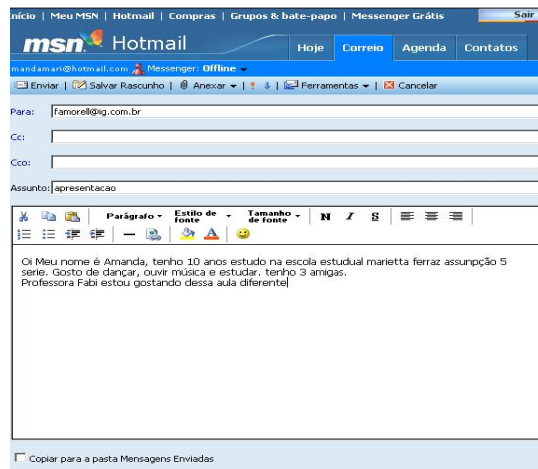 nício | Meu MSN | Hotmail | Compras | Grupos & bate-papo | Messenger Grátis Sair
msn Hotmail Hoje Correio Agenda Contatos
mandamari@hotmail.com Messenger: Offline
Enviar | Salvar Rascunho | Anexar | Ferramentas | Cancelar
Para: famorell@ig.com.br
Cc:
Cco:
Assunto: apresentacao
Parágrafo Estilo de fonte Tamanho de fonte N I S
A
Oi Meu nome é Amanda, tenho 10 anos estudo na escola estudual marietta ferraz assunpção 5
serie. Gosto de dançar, ouvir música e estudar. tenho 3 amigas.
Professora Fabi estou gostando dessa aula diferente
Copiar para a pasta Mensagens Enviadas